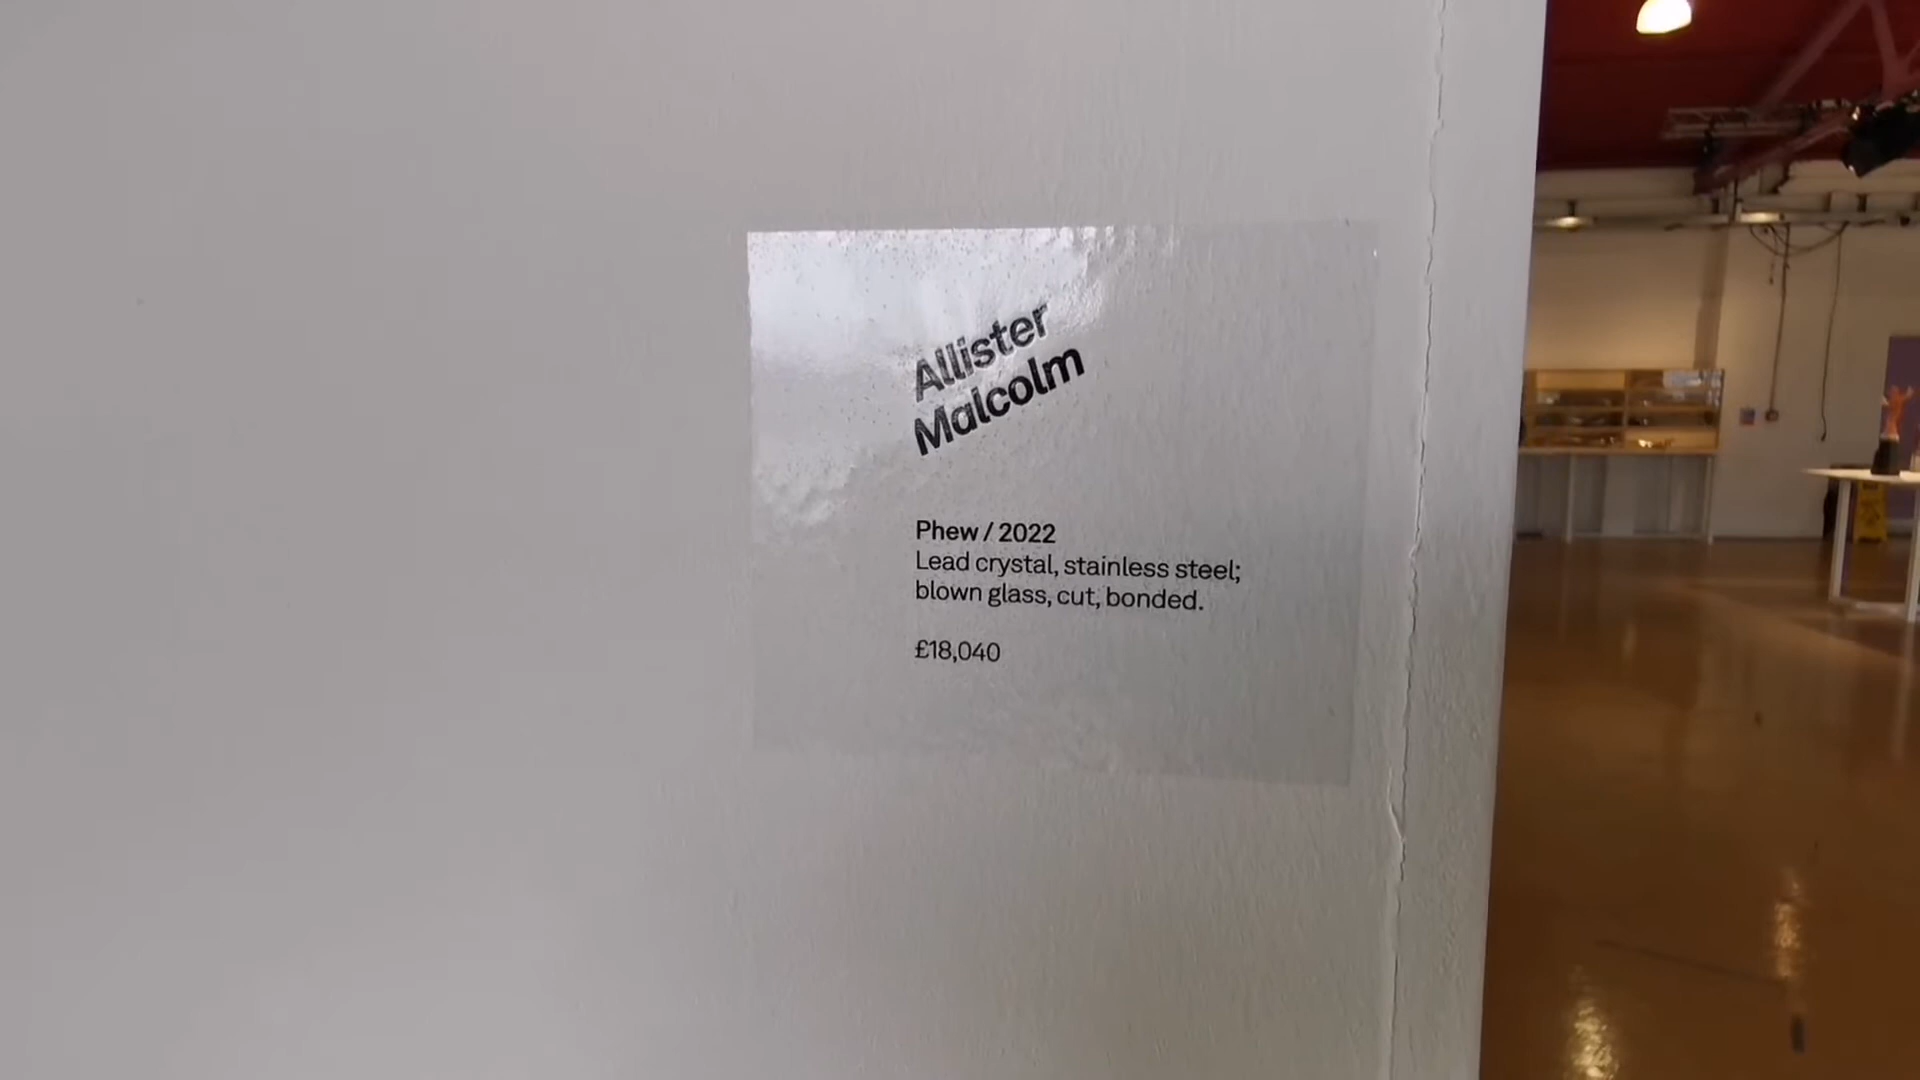 Allister
Malcolm
Phew / 2022
Lead crystal, stainless steel;
blown glass, cut, bonded.
£18,040